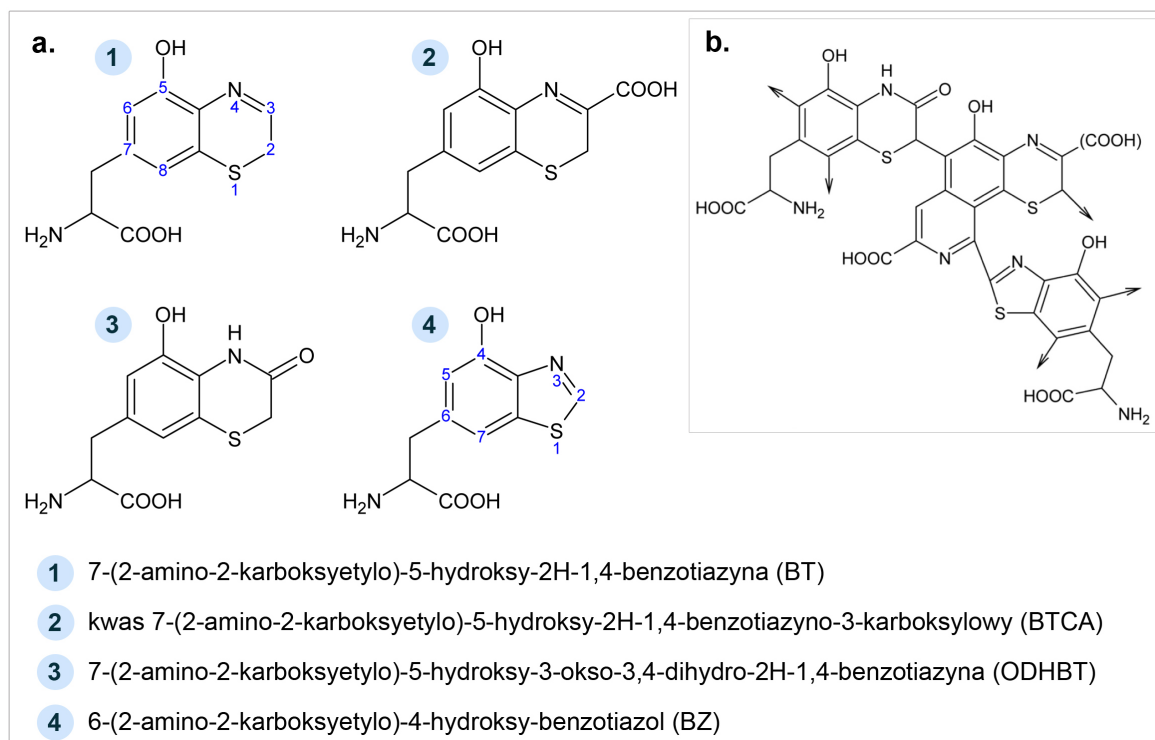 a.
1
OH
5
6
7
8
N
4
3
2
S
1
H2N
COOH
2
OH
N
COOH
S
H2N
COOH
3
OH
H
N
O
S
H2N
COOH
4
OH
4
5
6
7
N
3
2
S
1
H2N
COOH
b.
OH
H
N
O
OH
N
(COOH)
S
S
HOOC
NH2
HOOC
N
N
OH
S
HOOC
NH2
1 7-(2-amino-2-karboksyetylo)-5-hydroksy-2H-1,4-benzotiazyna (BT)
2 kwas 7-(2-amino-2-karboksyetylo)-5-hydroksy-2H-1,4-benzotiazyno-3-karboksylowy (BTCA)
3 7-(2-amino-2-karboksyetylo)-5-hydroksy-3-okso-3,4-dihydro-2H-1,4-benzotiazyna (ODHBT)
4 6-(2-amino-2-karboksyetylo)-4-hydroksy-benzotiazol (BZ)